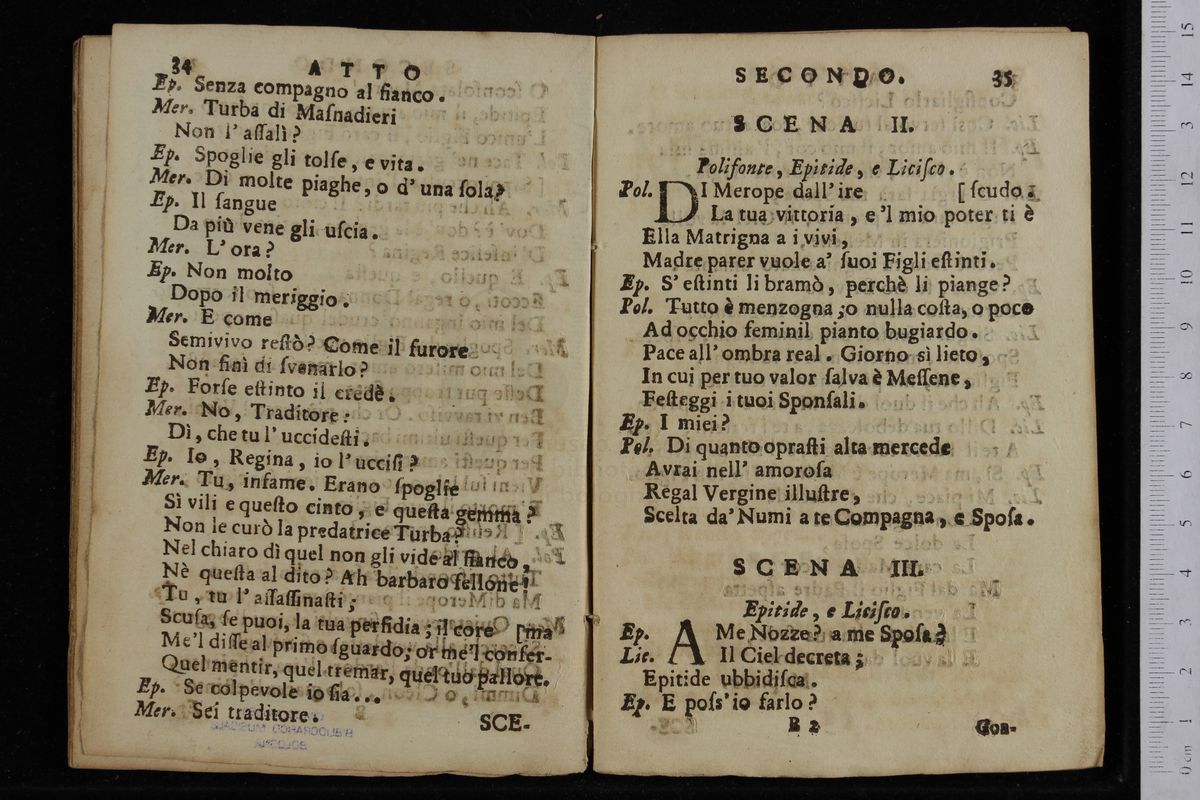 34 ATTO
Ep. Senza compagno al fianco.
Mer. Turba di Maſnadieri
Non l' aſſalì?
Ep. Spoglie gli tolſe, e vita.
Mer. Di molte piaghe, o d' una ſola?
Ep. Il ſangue
Da più vene gli uſcia.
Mer. L' ora?
Ep. Non molto
Dopo il meriggio.
Mer. E come
Semivivo reſtò? Come il furore
Non finì di ſvenarlo?
Ep. Forſe eſtinto il credè.
Mer. No, Traditore:
Dì, che tu l' uccideſti.
Ep. Io, Regina, io l' ucciſi?
Mer. Tu, infame. Erano ſpoglie
Sì vili e queſto cinto, e queſta gemma?
Non le curò la predatrice Turba?
Nel chiaro dì quel non gli vide al fianco,
Nè queſta al dito? Ah barbaro fellone!
Tu, tu l' aſſaſſinaſti;
Scuſa, ſe puoi, la tua perfidia; il core [ma
Me'l diſſe al primo ſguardo; or me'l confer-
Quel mentir, quel tremar, quel tuo pallore.
Ep. Se colpevole io ſia...
Mer. Sei traditore.
SCE-
SECONDO. 35
SCENA II.
Polifonte, Epitide, e Liciſco.
Pol. DI Merope dall' ire [ſcudo.
La tua vittoria, e 'l mio poter ti è
Ella Matrigna a i vivi,
Madre parer vuole a' ſuoi Figli eſtinti.
Ep. S' eſtinti li bramò, perchè li piange?
Pol. Tutto è menzogna, o nulla coſta, o poco
Ad occhio feminil pianto bugiardo.
Pace all' ombra real. Giorno sì lieto,
In cui per tuo valor ſalva è Meſſene,
Feſteggi i tuoi Sponſali.
Ep. I miei?
Pol. Di quanto opraſti alta mercede
Avrai nell' amoroſa
Regal Vergine illuſtre,
Scelta da' Numi a te Compagna, e Spoſa.
SCENA III.
Epitide, e Liciſco.
Ep. A Me Nozze? a me Spoſa?
Lic. Il Ciel decreta;
Epitide ubbidiſca.
Ep. E poſs' io farlo?
B 2 Con-